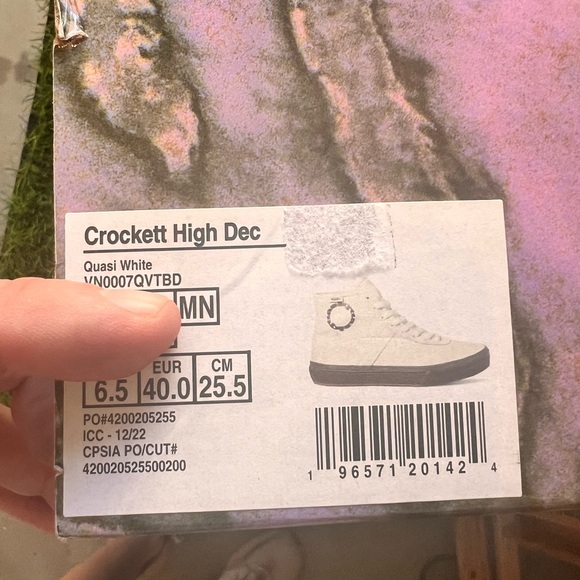 Crockett High Dec
Quasi White
VN0007QVTBD
MN
EUR CM
6.5 40.0 25.5
PO#4200205255
ICC - 12/22
CPSIA PO/CUT#
420020525500200
1 96571 20142 4